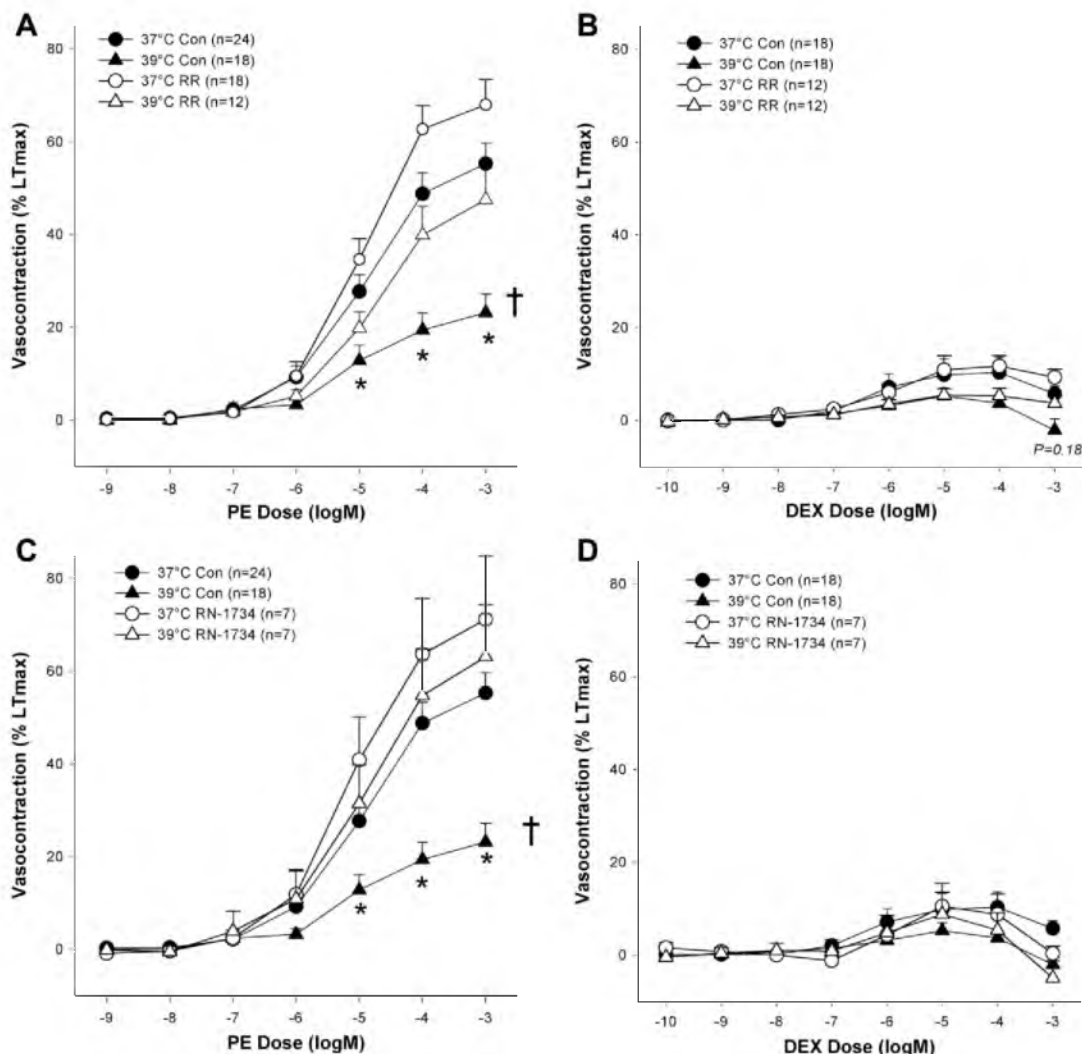 A
37°C Con (n=24)
39°C Con (n=18)
37°C RR (n=18)
39°C RR (n=12)
80
60
40
20
0
Vasocontraction (% LTmax)
†
*
*
*
-9
-8
-7
-6
-5
-4
-3
PE Dose (logM)
B
37°C Con (n=18)
39°C Con (n=18)
37°C RR (n=12)
39°C RR (n=12)
80
60
40
20
0
Vasocontraction (% LTmax)
P=0.18
-10
-9
-8
-7
-6
-5
-4
-3
DEX Dose (logM)
C
37°C Con (n=24)
39°C Con (n=18)
37°C RN-1734 (n=7)
39°C RN-1734 (n=7)
80
60
40
20
0
Vasocontraction (% LTmax)
†
*
*
*
-9
-8
-7
-6
-5
-4
-3
PE Dose (logM)
D
37°C Con (n=18)
39°C Con (n=18)
37°C RN-1734 (n=7)
39°C RN-1734 (n=7)
80
60
40
20
0
Vasocontraction (% LTmax)
-10
-9
-8
-7
-6
-5
-4
-3
DEX Dose (logM)